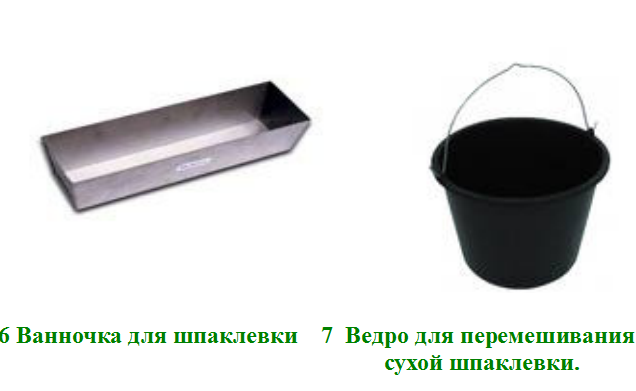 6 Ванночка для шпаклевки
7 Ведро для перемешивания
сухой шпаклевки.